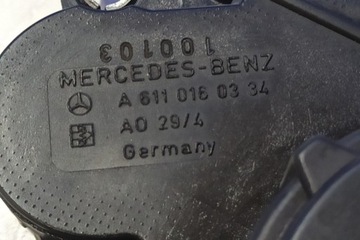 100103
MERCEDES-BENZ
A 611 016 03 34
AO 29/4
Germany